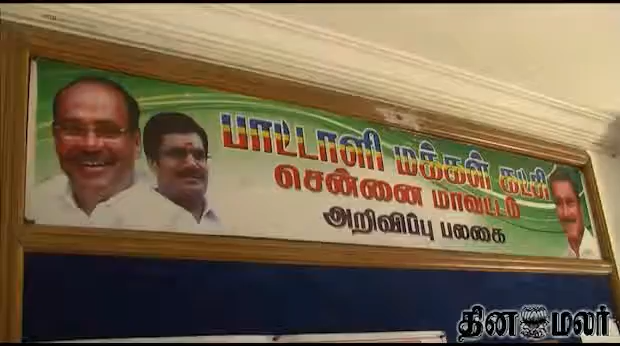 பாட்டாளி மக்கள் கட்சி
சென்னை மாவட்டம்
அறிவிப்பு பலகை
தினமலர்